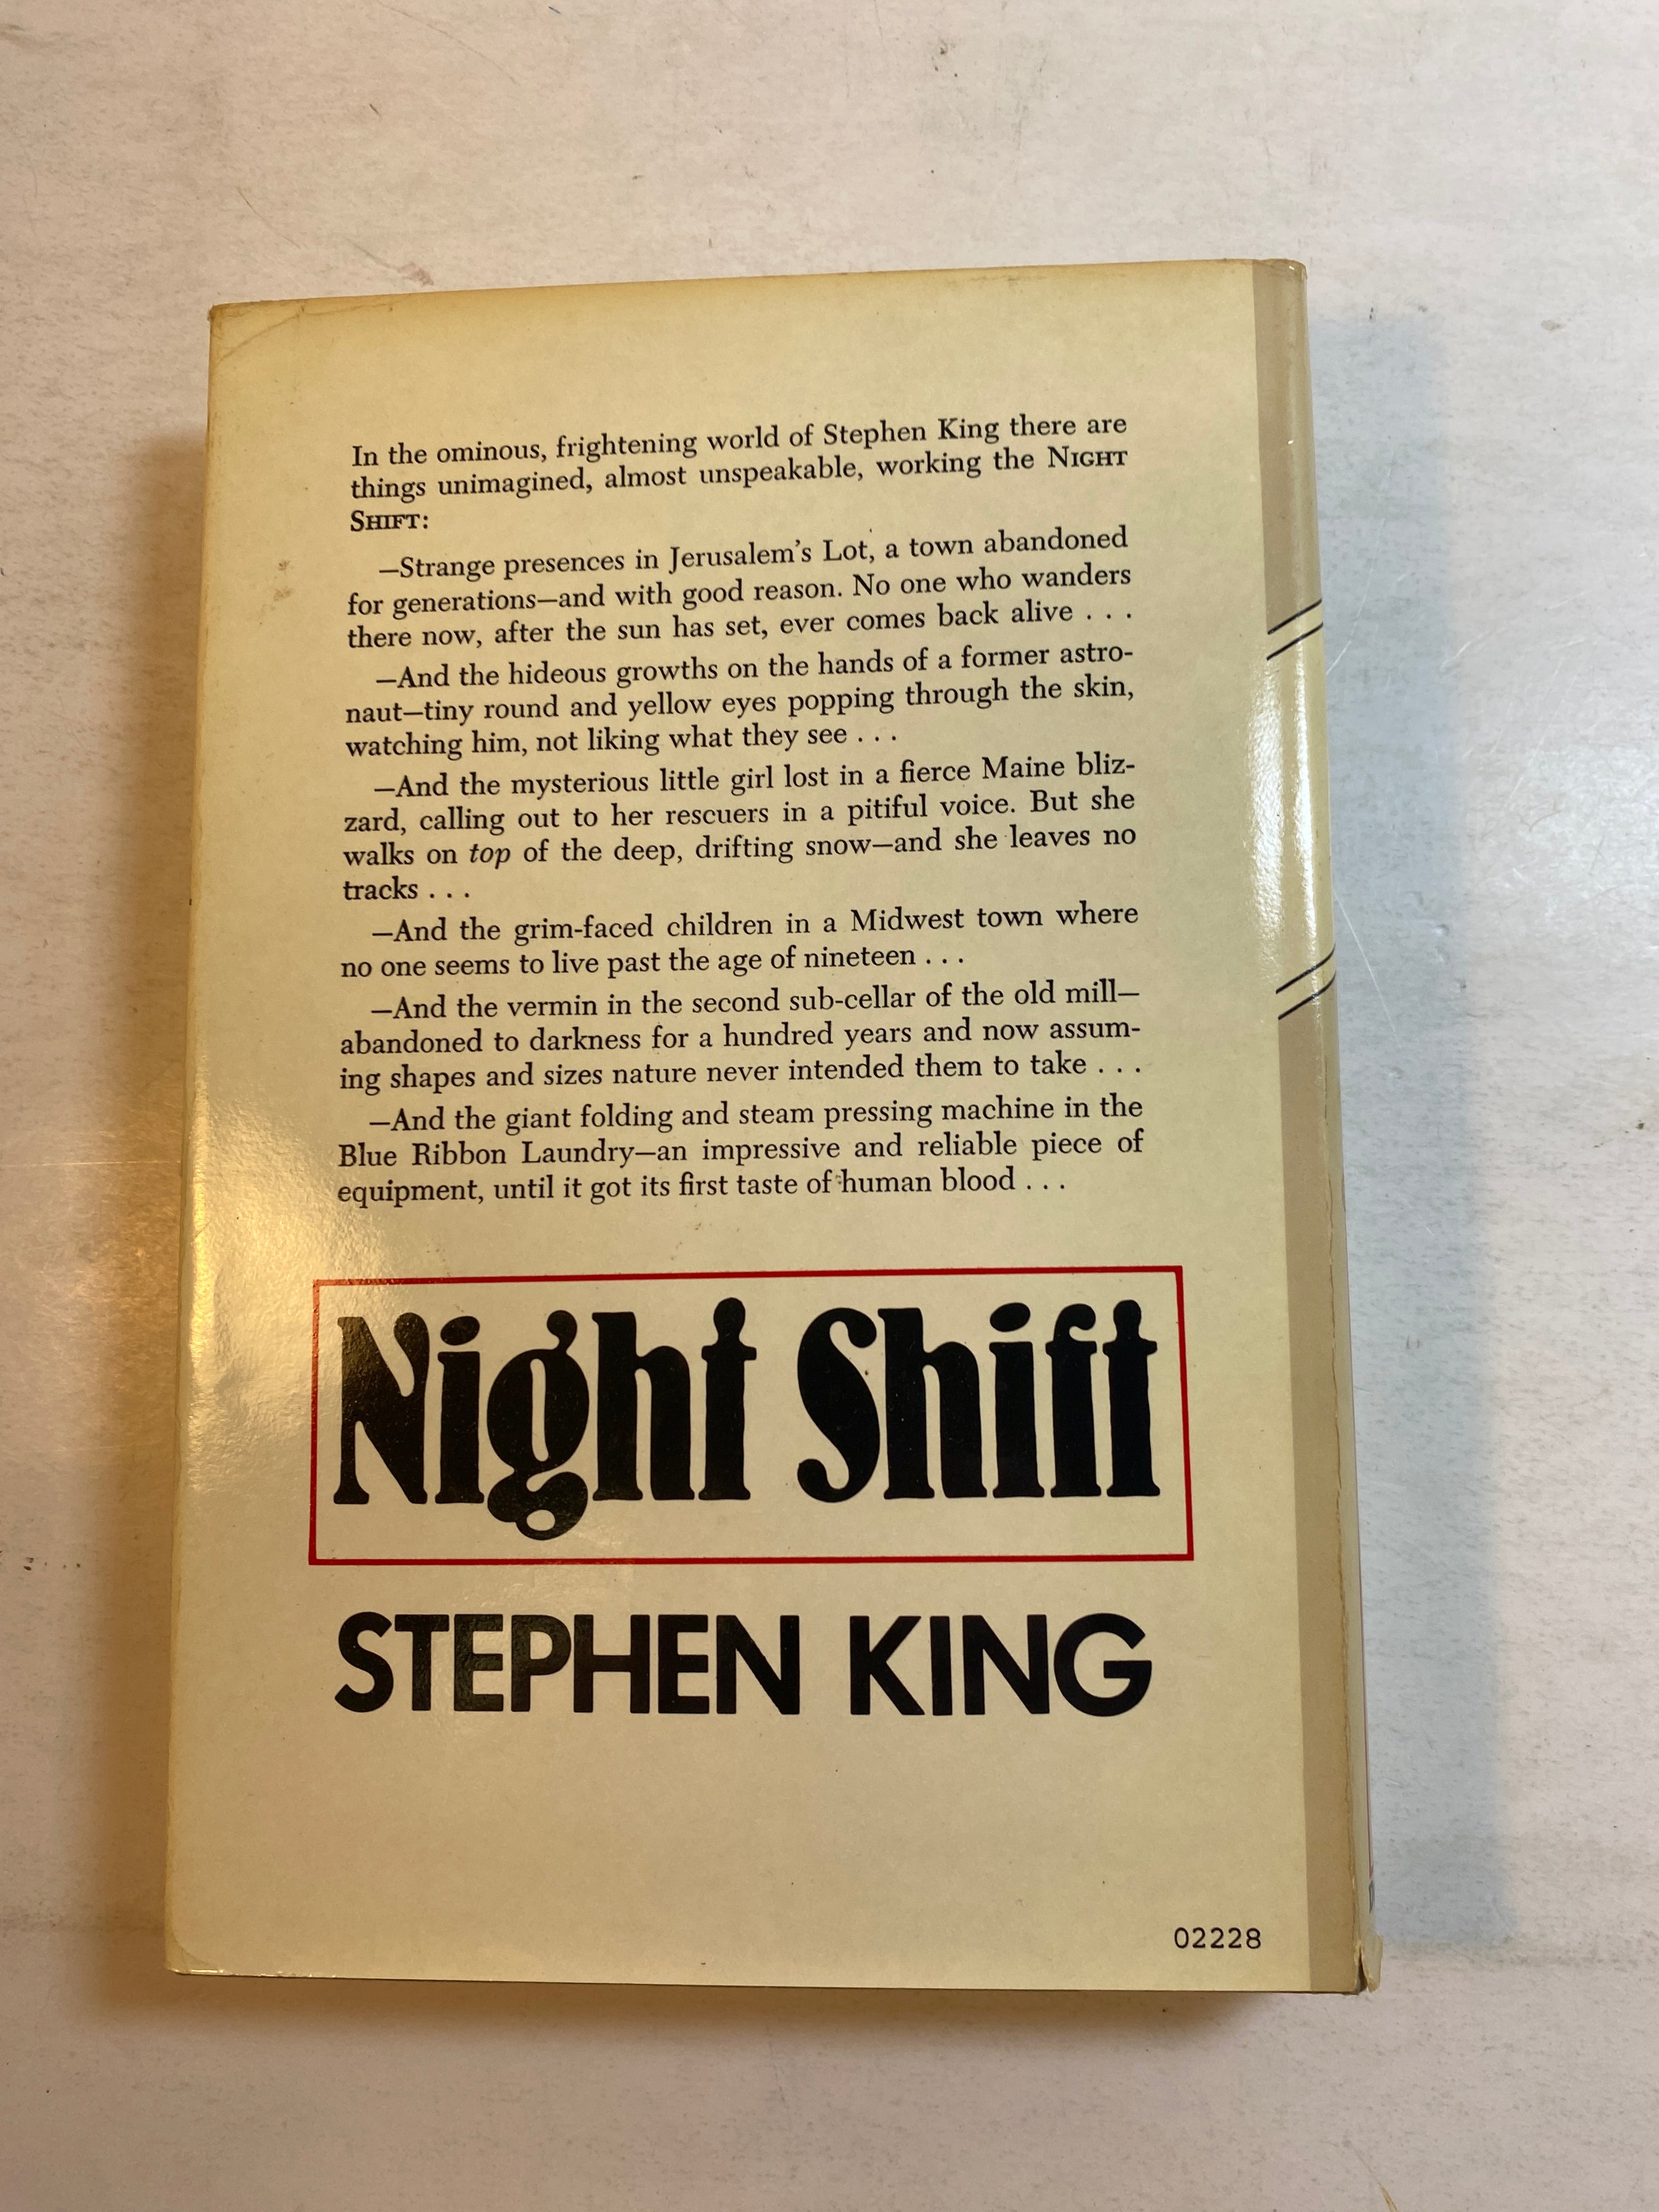 In the ominous, frightening world of Stephen King there are
things unimagined, almost unspeakable, working the NIGHT
SHIFT:
—Strange presences in Jerusalem's Lot, a town abandoned
for generations—and with good reason. No one who wanders
there now, after the sun has set, ever comes back alive . . .
—And the hideous growths on the hands of a former astro-
naut—tiny round and yellow eyes popping through the skin,
watching him, not liking what they see . . .
—And the mysterious little girl lost in a fierce Maine bliz-
zard, calling out to her rescuers in a pitiful voice. But she
walks on top of the deep, drifting snow—and she leaves no
tracks . . .
—And the grim-faced children in a Midwest town where
no one seems to live past the age of nineteen . . .
—And the vermin in the second sub-cellar of the old mill—
abandoned to darkness for a hundred years and now assum-
ing shapes and sizes nature never intended them to take . . .
—And the giant folding and steam pressing machine in the
Blue Ribbon Laundry—an impressive and reliable piece of
equipment, until it got its first taste of human blood . . .
Night Shift
STEPHEN KING
02228